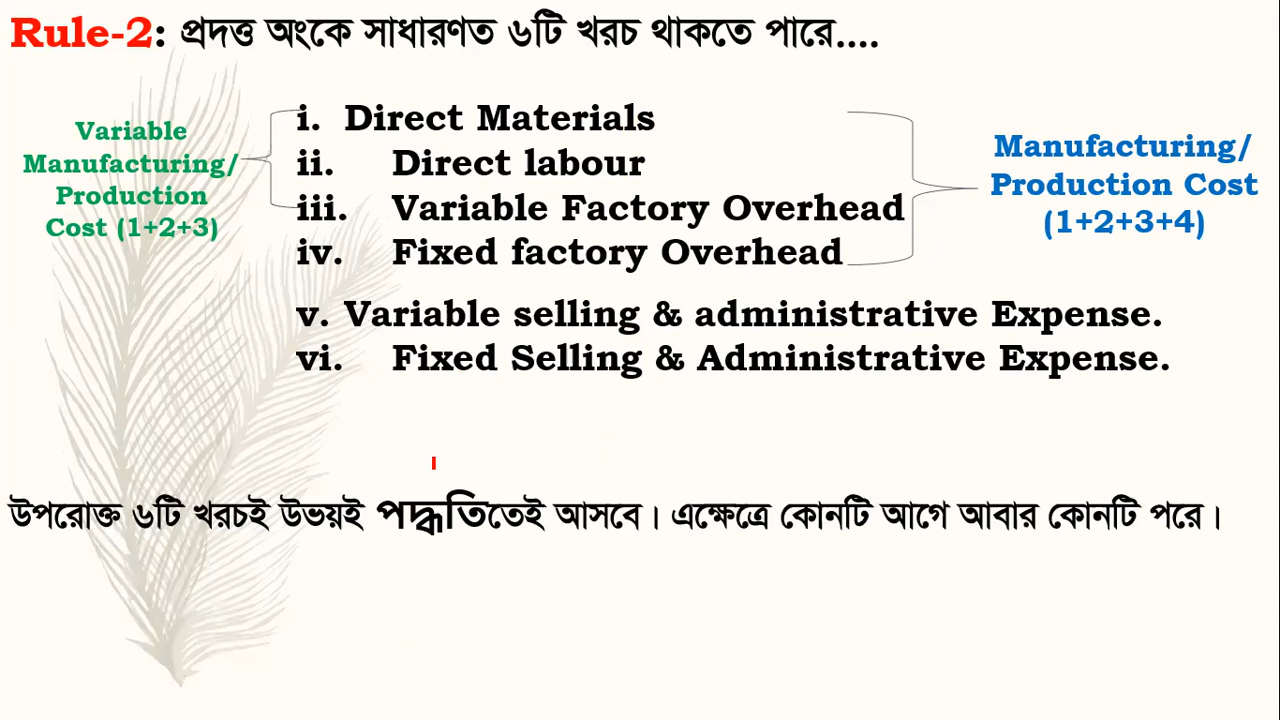 Rule-2: প্রদত্ত অংকে সাধারণত ৬টি খরচ থাকতে পারে....
Variable
Manufacturing/
Production
Cost (1+2+3)
i. Direct Materials
ii. Direct labour
iii. Variable Factory Overhead
iv. Fixed factory Overhead
Manufacturing/
Production Cost
(1+2+3+4)
v. Variable selling & administrative Expense.
vi. Fixed Selling & Administrative Expense.
উপরোক্ত ৬টি খরচই উভয়ই পদ্ধতিতেই আসবে। এক্ষেত্রে কোনটি আগে আবার কোনটি পরে।